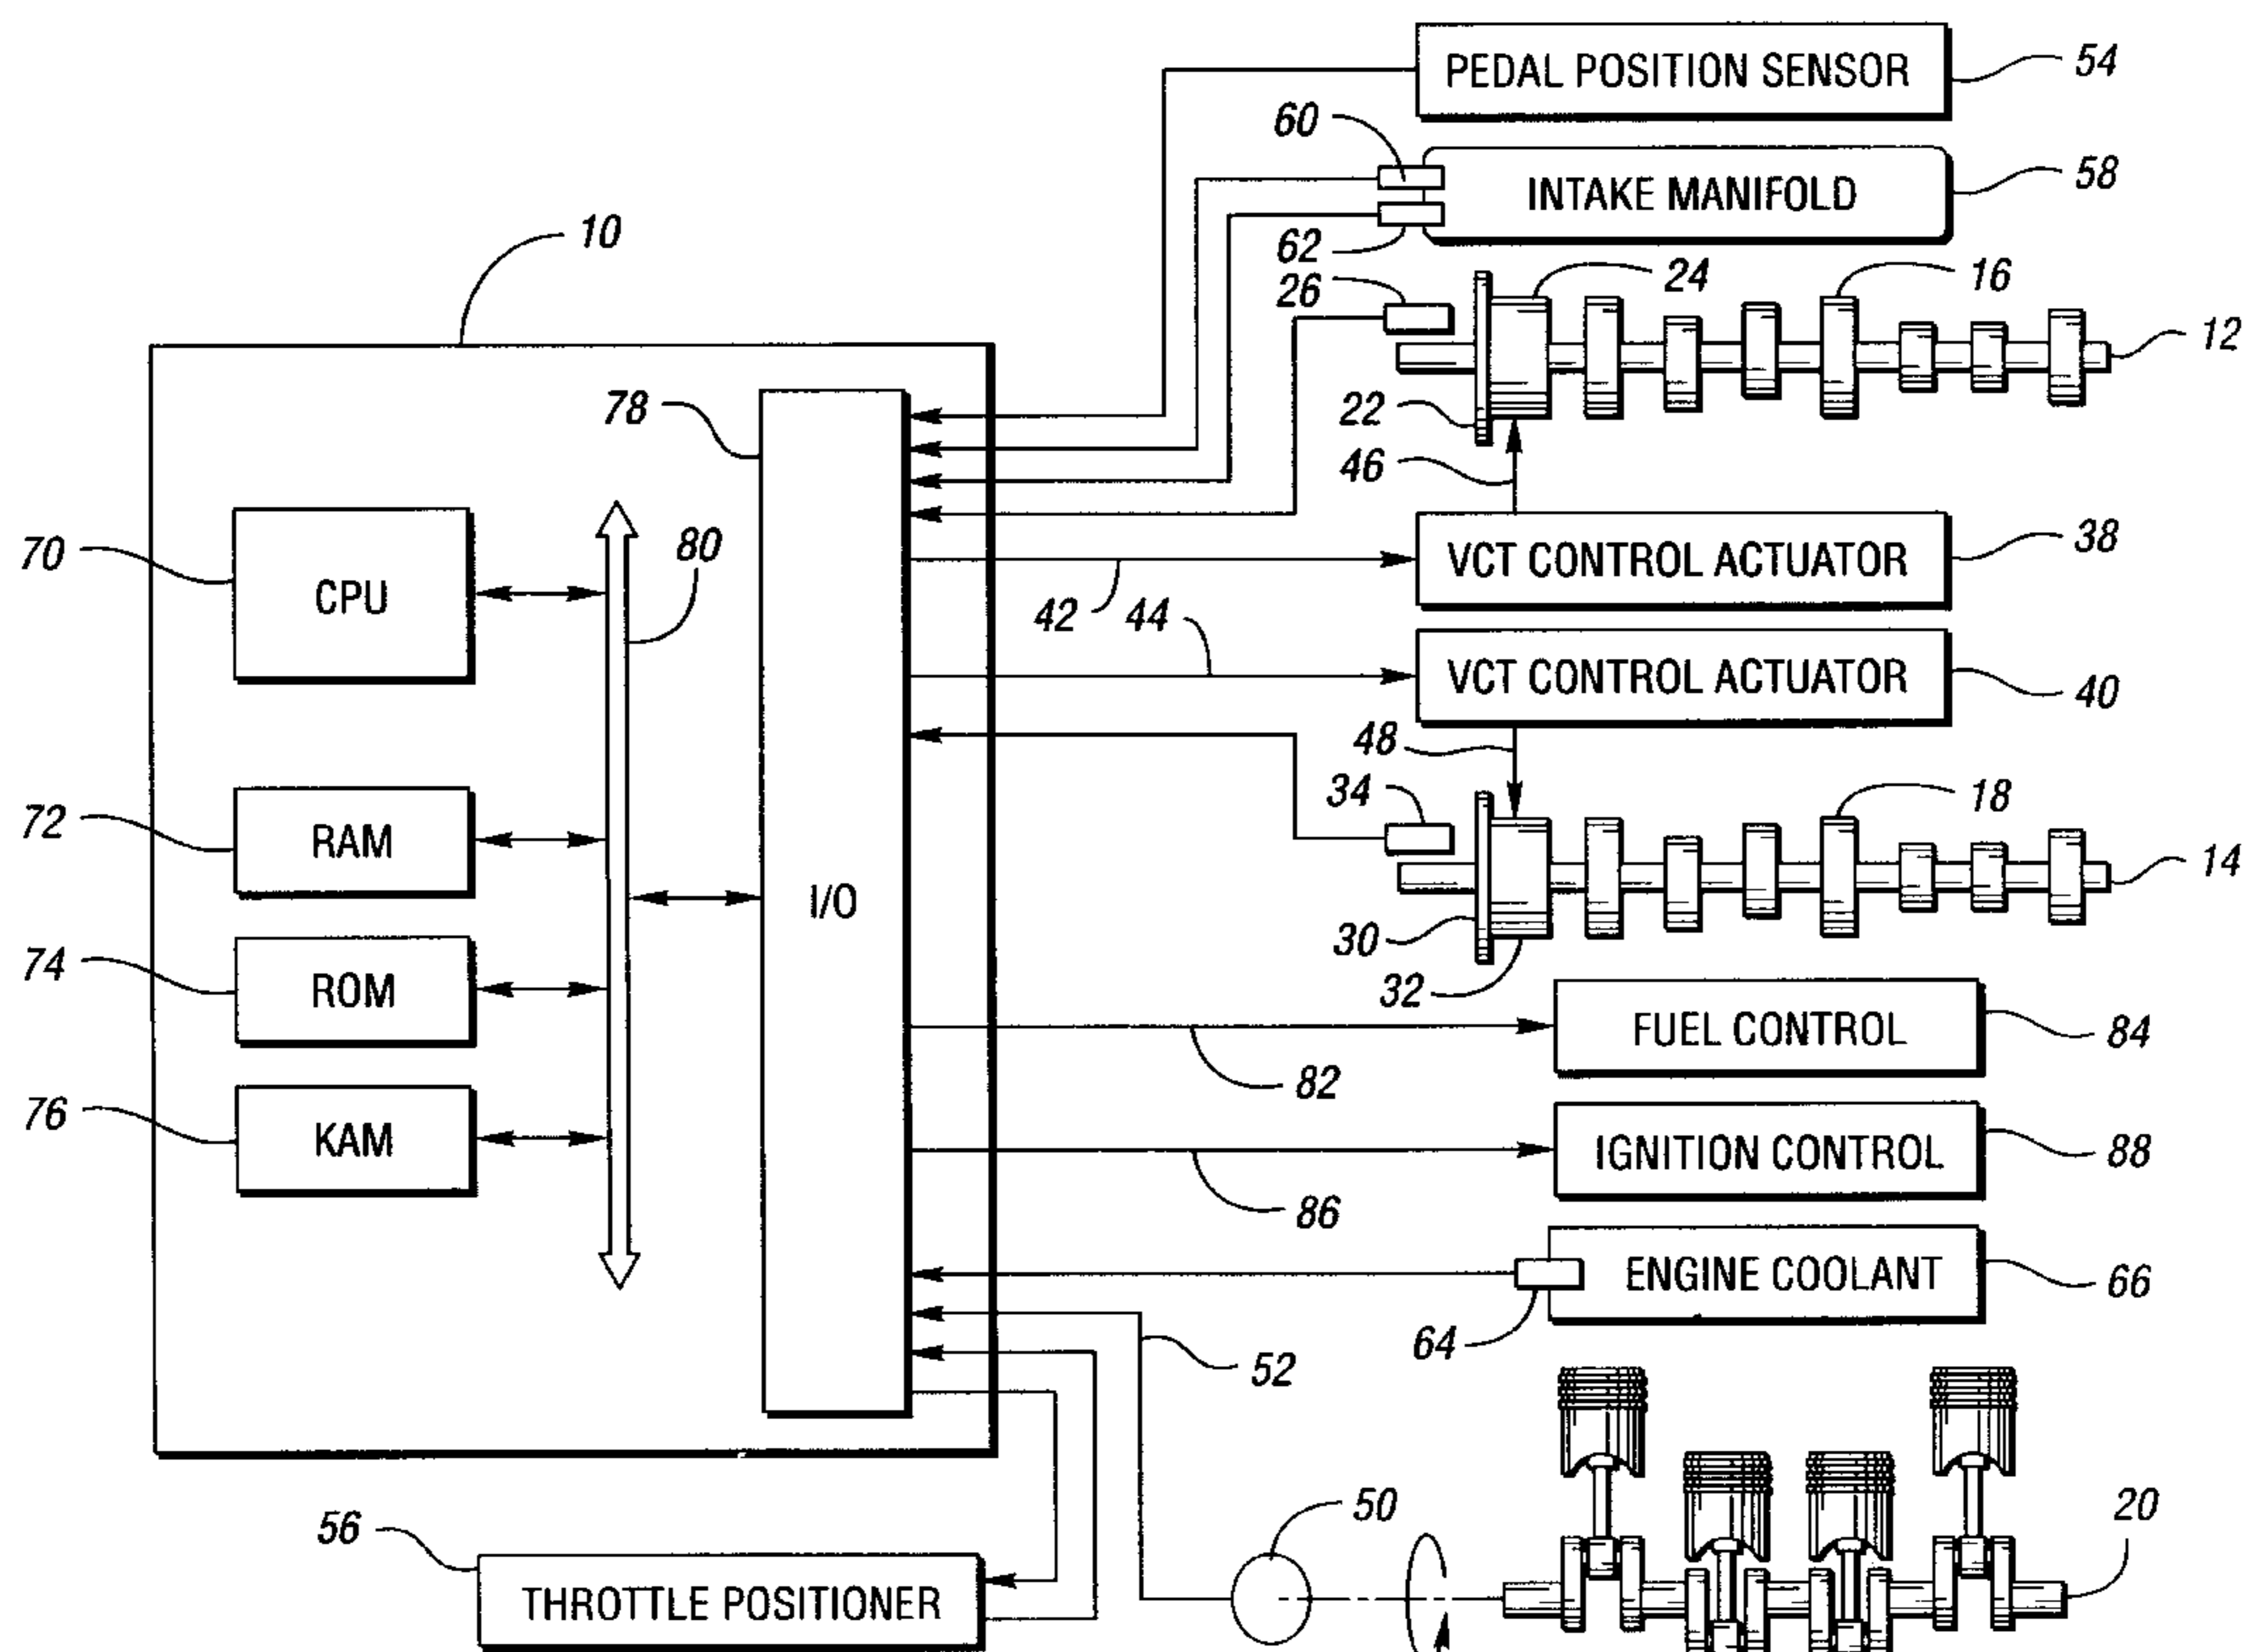 PEDAL POSITION SENSOR
54
60
INTAKE MANIFOLD
58
62
10
26
24
16
12
78
22
46
70
CPU
80
VCT CONTROL ACTUATOR
38
42
44
VCT CONTROL ACTUATOR
40
48
34
18
72
RAM
I/O
14
30
74
ROM
32
FUEL CONTROL
84
82
76
KAM
IGNITION CONTROL
88
86
ENGINE COOLANT
66
64
52
50
20
56
THROTTLE POSITIONER